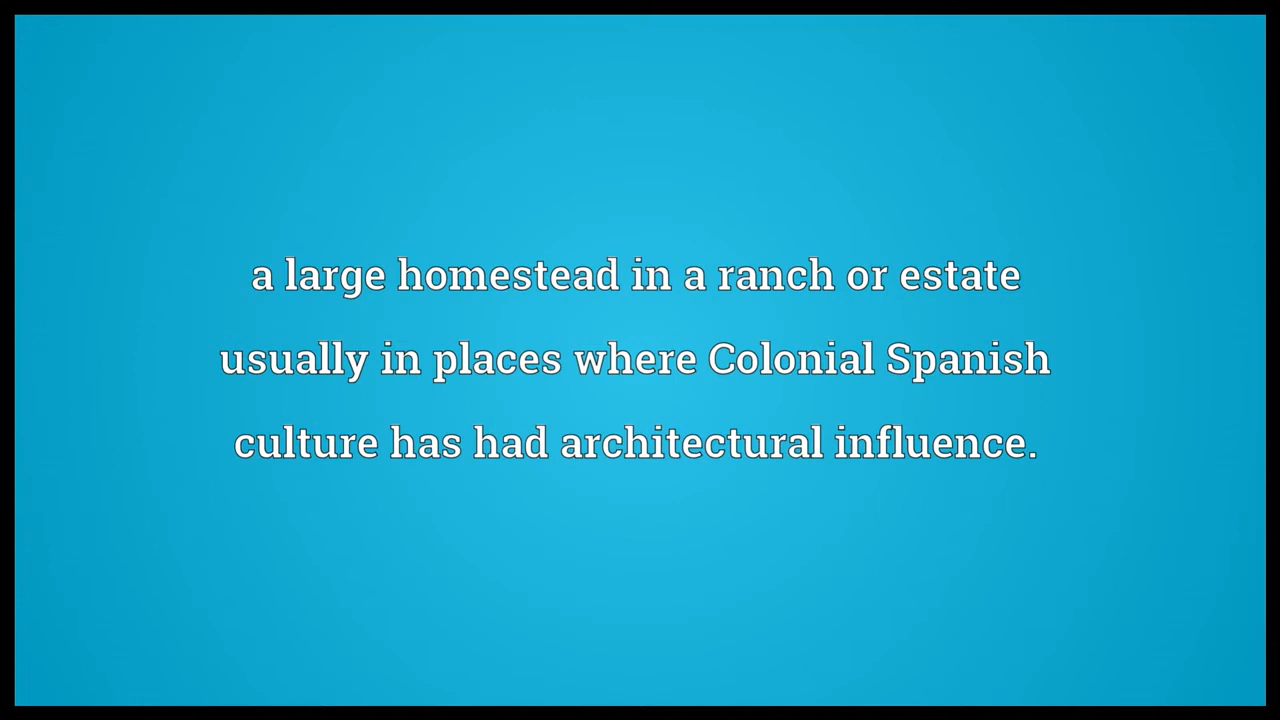 a large homestead in a ranch or estate
usually in places where Colonial Spanish
culture has had architectural influence.